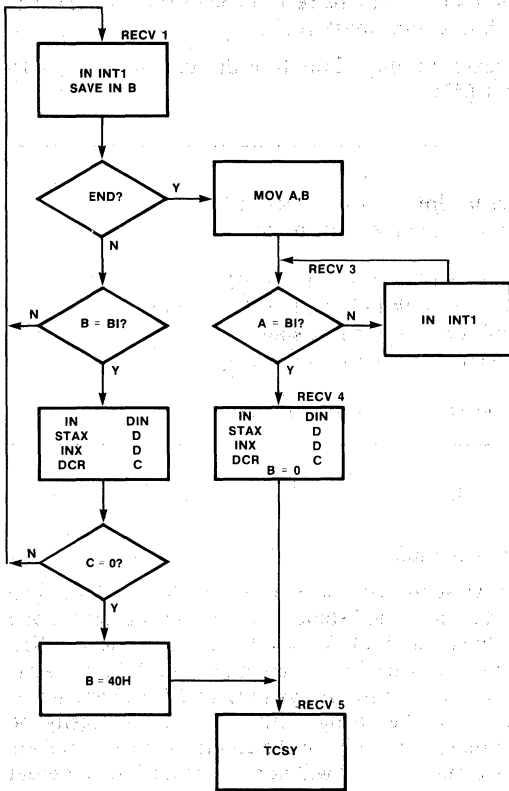 RECV 1
IN INT1
SAVE IN B
END?
Y
MOV A,B
N
RECV 3
B = BI?
N
Y
A = BI?
N
IN INT1
Y
IN DIN
STAX D
INX D
DCR C
RECV 4
IN DIN
STAX D
INX D
DCR C
B = 0
C = 0?
N
Y
B = 40H
RECV 5
TCSY